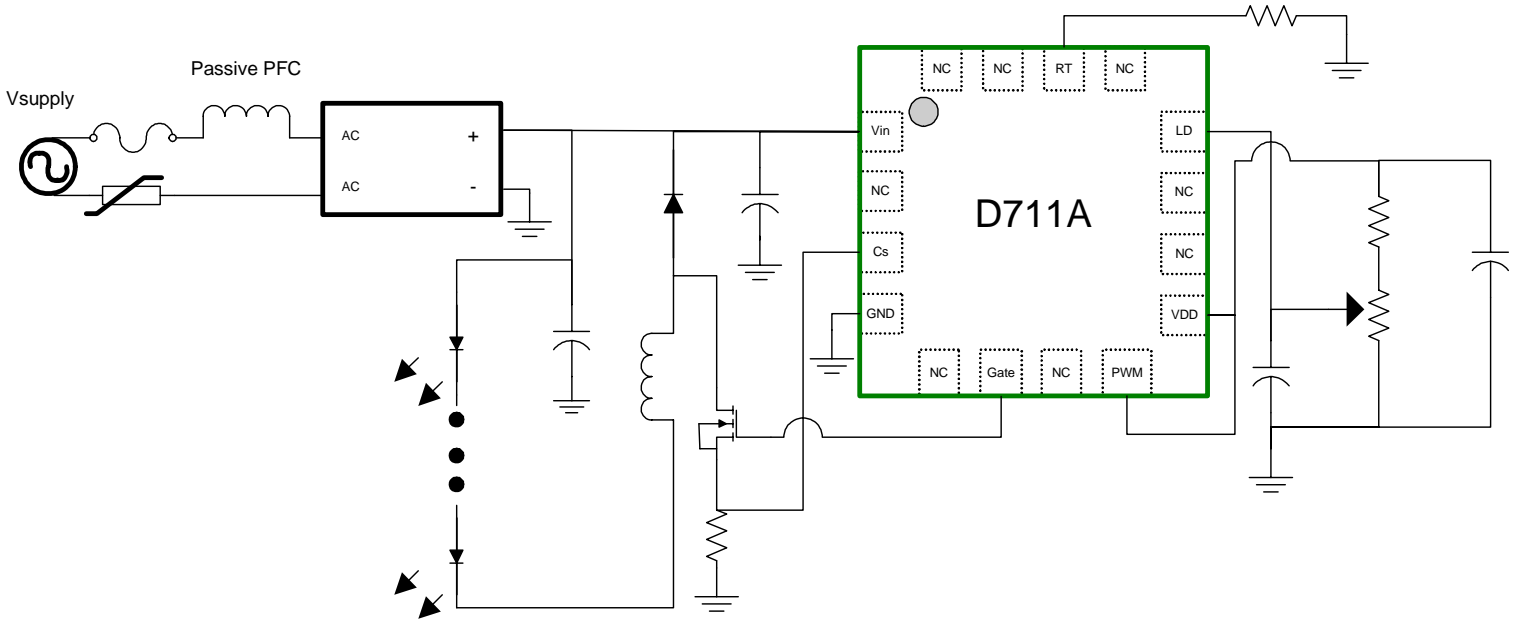 Passive PFC
Vsupply
AC
+
AC
-
NC
NC
RT
NC
Vin
LD
NC
NC
D711A
Cs
NC
GND
VDD
NC
Gate
NC
PWM